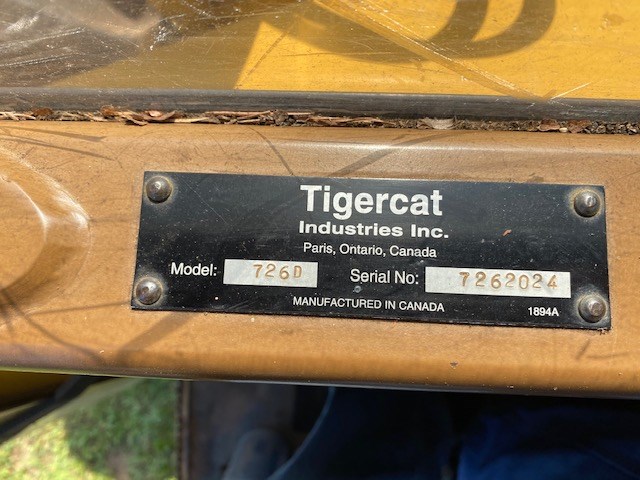 Tigercat
Industries Inc.
Paris, Ontario, Canada
Model: 726D Serial No: 7262024
MANUFACTURED IN CANADA 1894A